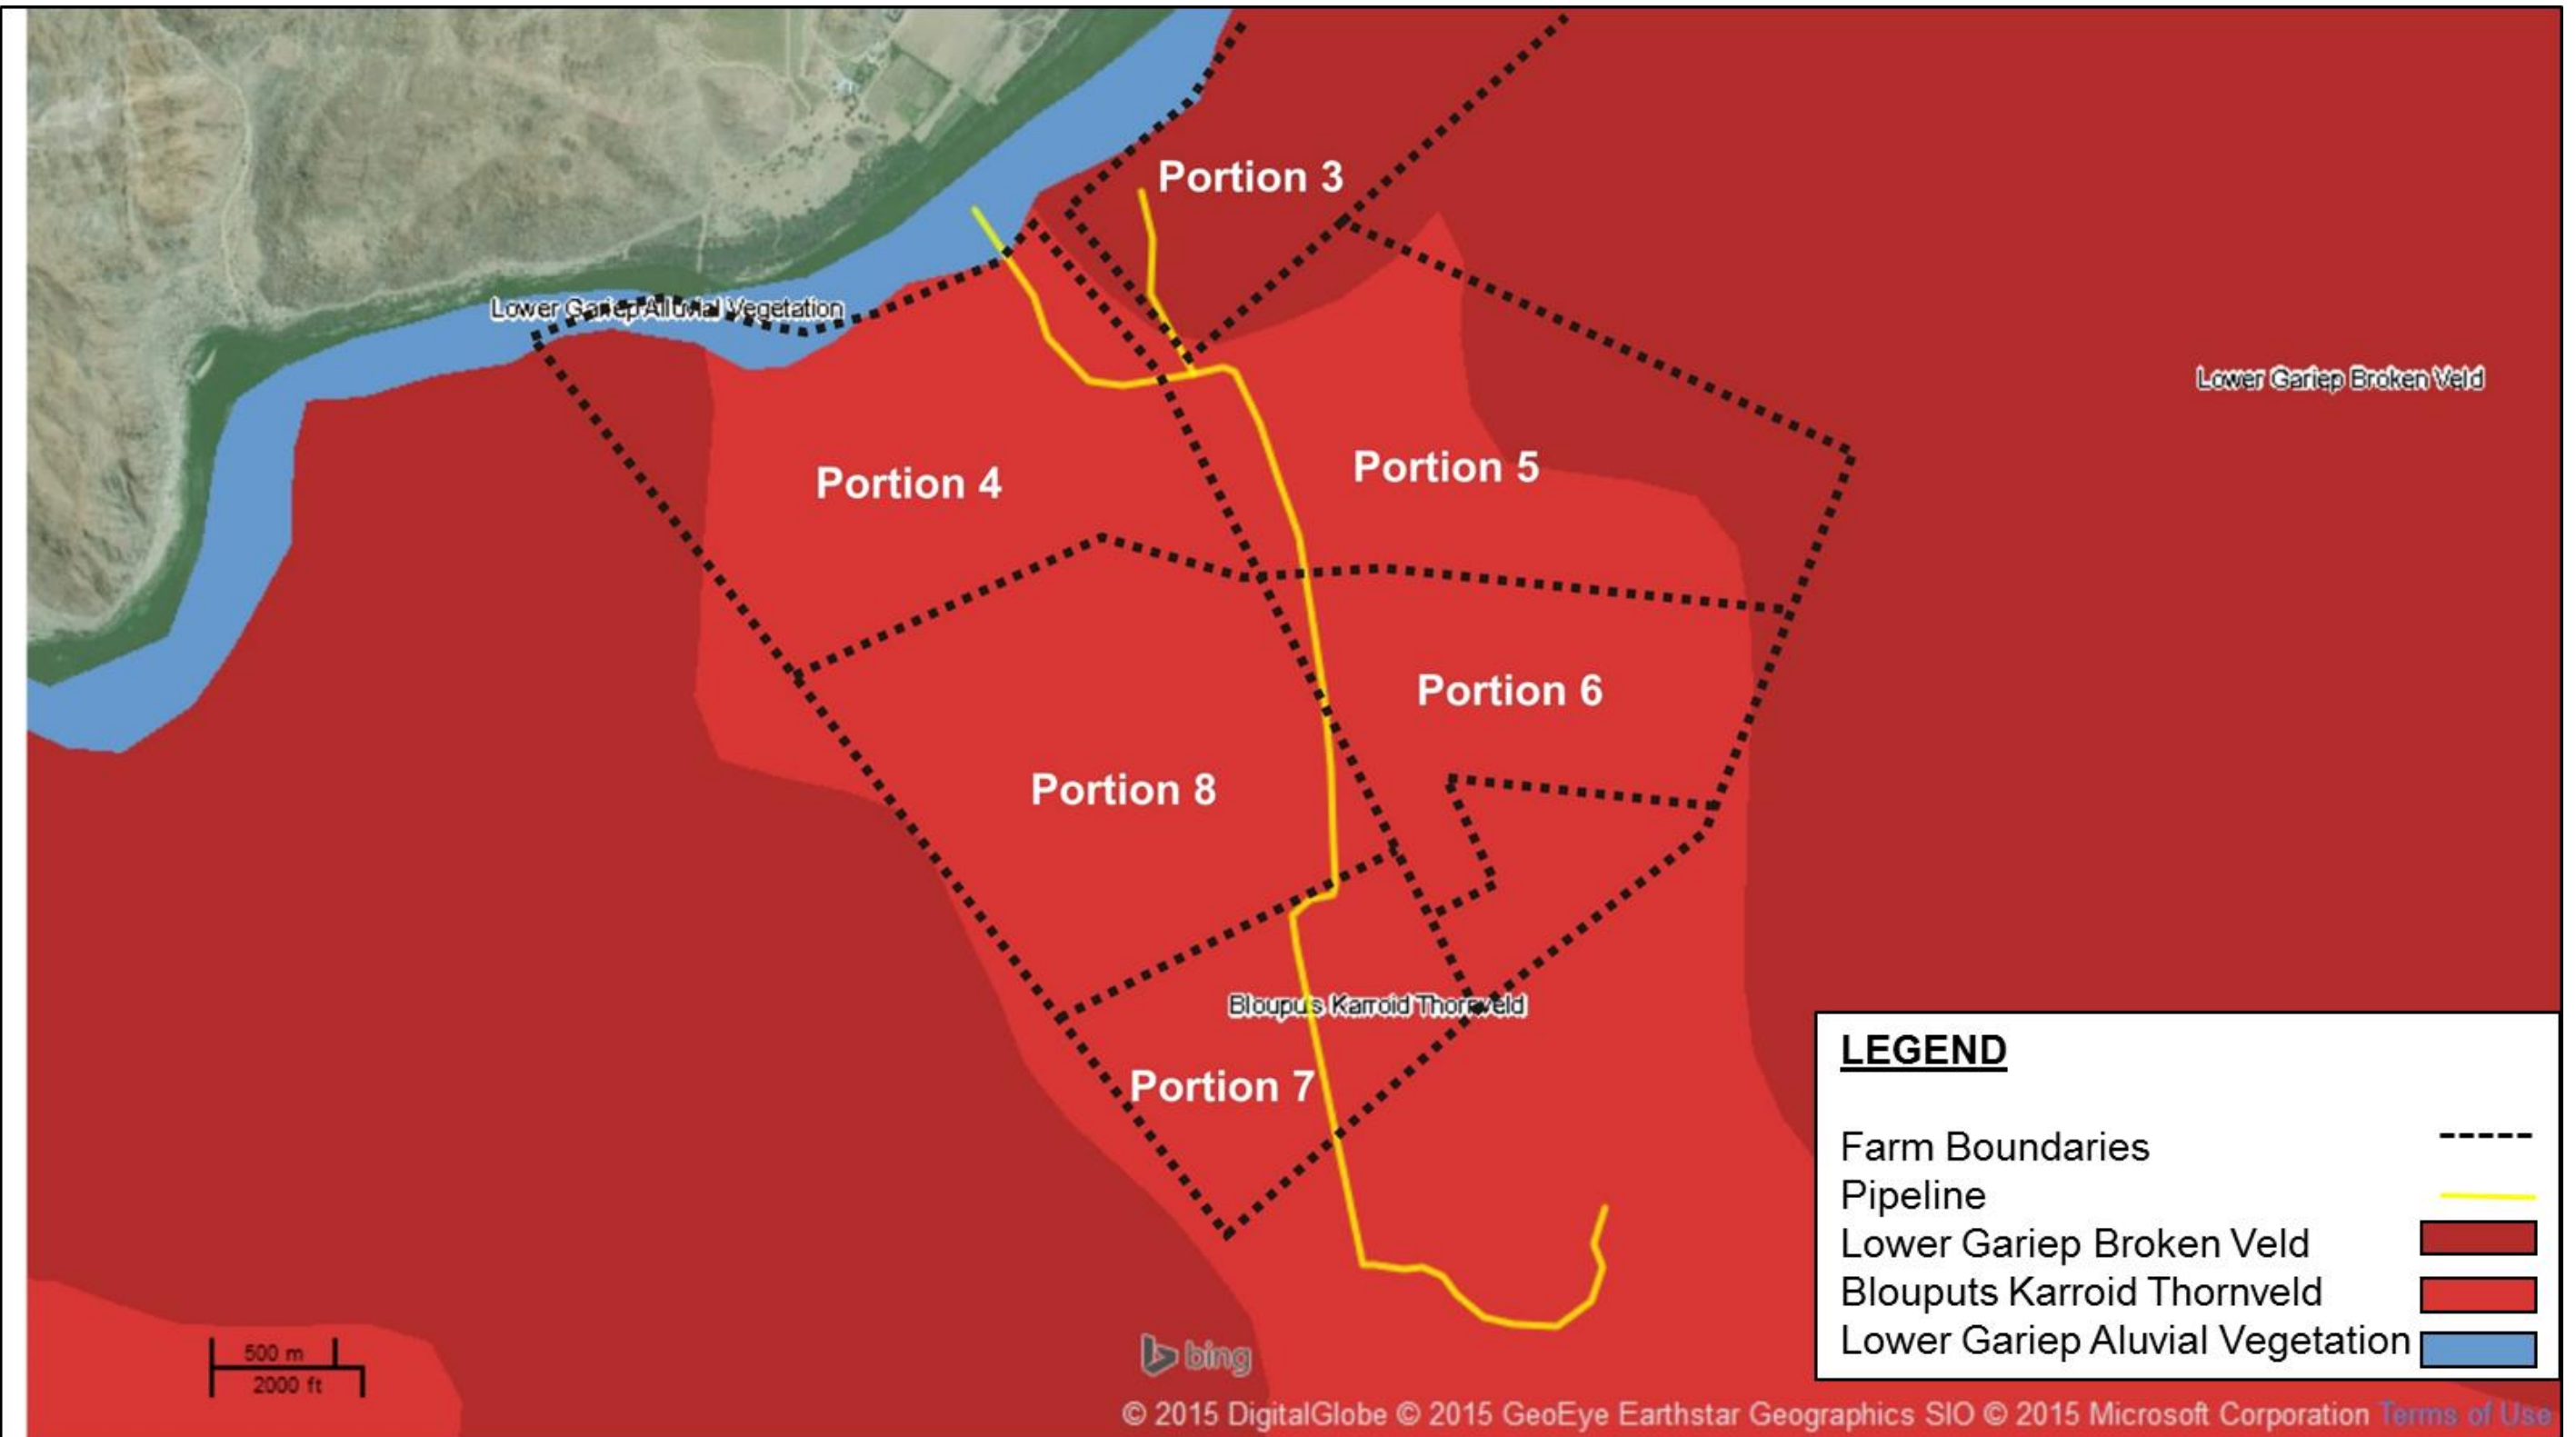 Portion 3
Lower Gariep Alluvial Vegetation
Lower Gariep Broken Veld
Portion 4
Portion 5
Portion 6
Portion 8
Bloupus Karroid Thornveld
Portion 7
LEGEND
Farm Boundaries
Pipeline
Lower Gariep Broken Veld
Blouputs Karroid Thornveld
Lower Gariep Aluvial Vegetation
500 m
2000 ft
bing
© 2015 DigitalGlobe © 2015 GeoEye Earthstar Geographics SIO © 2015 Microsoft Corporation Terms of Use